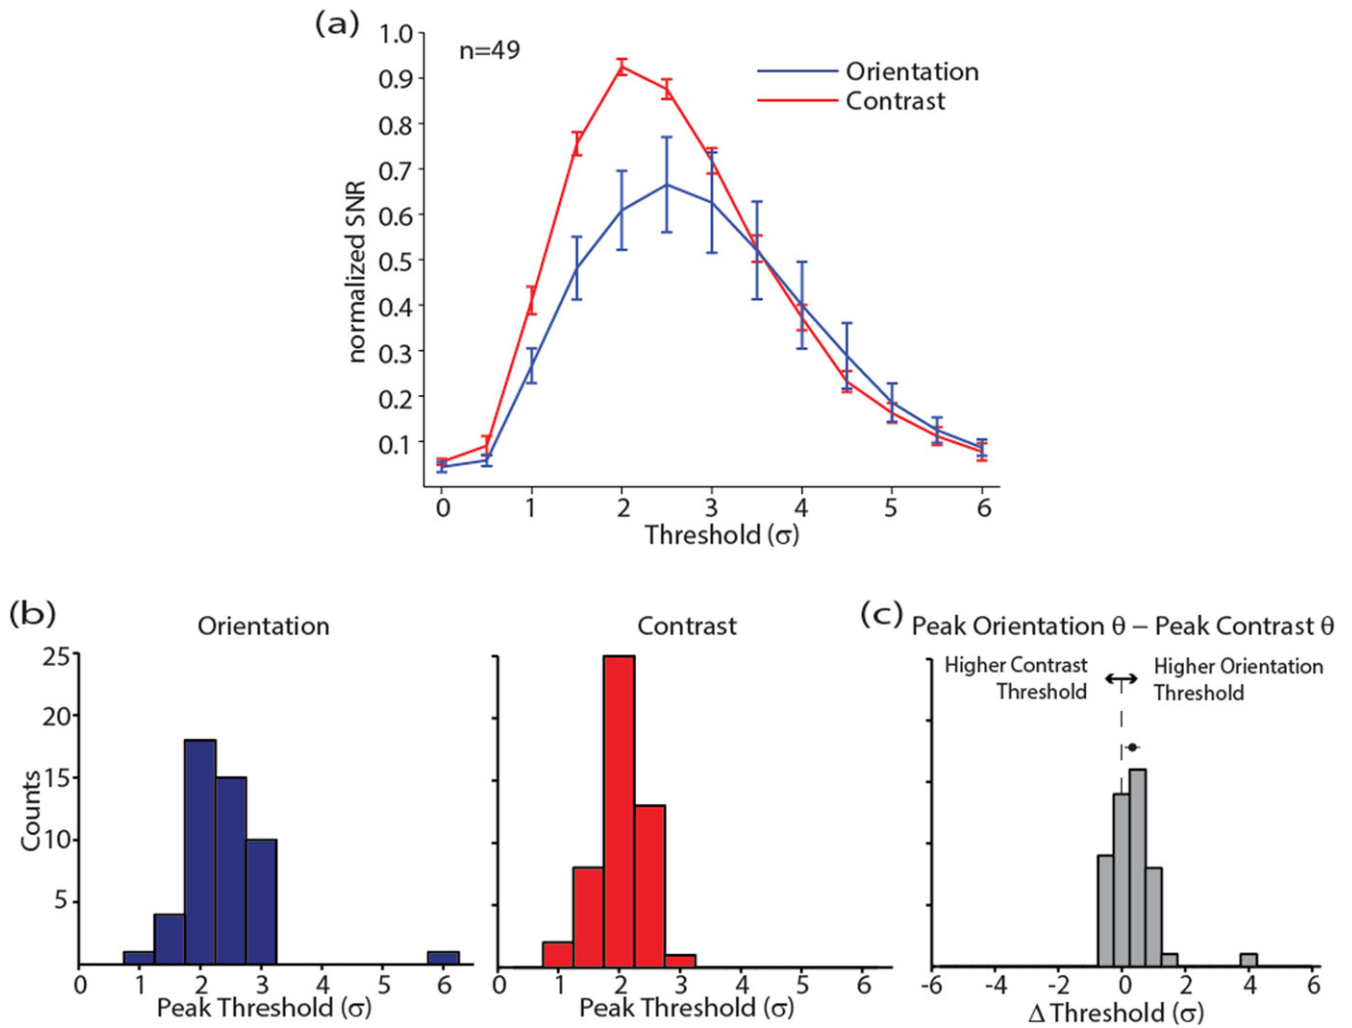 (a)
1.0
0.9
0.8
0.7
0.6
0.5
0.4
0.3
0.2
0.1
normalized SNR
n=49
Orientation
Contrast
0 1 2 3 4 5 6
Threshold (σ)
(b)
Orientation
25
20
15
10
5
Counts
0 1 2 3 4 5 6
Peak Threshold (σ)
Contrast
0 1 2 3 4 5 6
Peak Threshold (σ)
(c)
Peak Orientation θ – Peak Contrast θ
Higher Contrast
Threshold
Higher Orientation
Threshold
-6 -4 -2 0 2 4 6
Δ Threshold (σ)